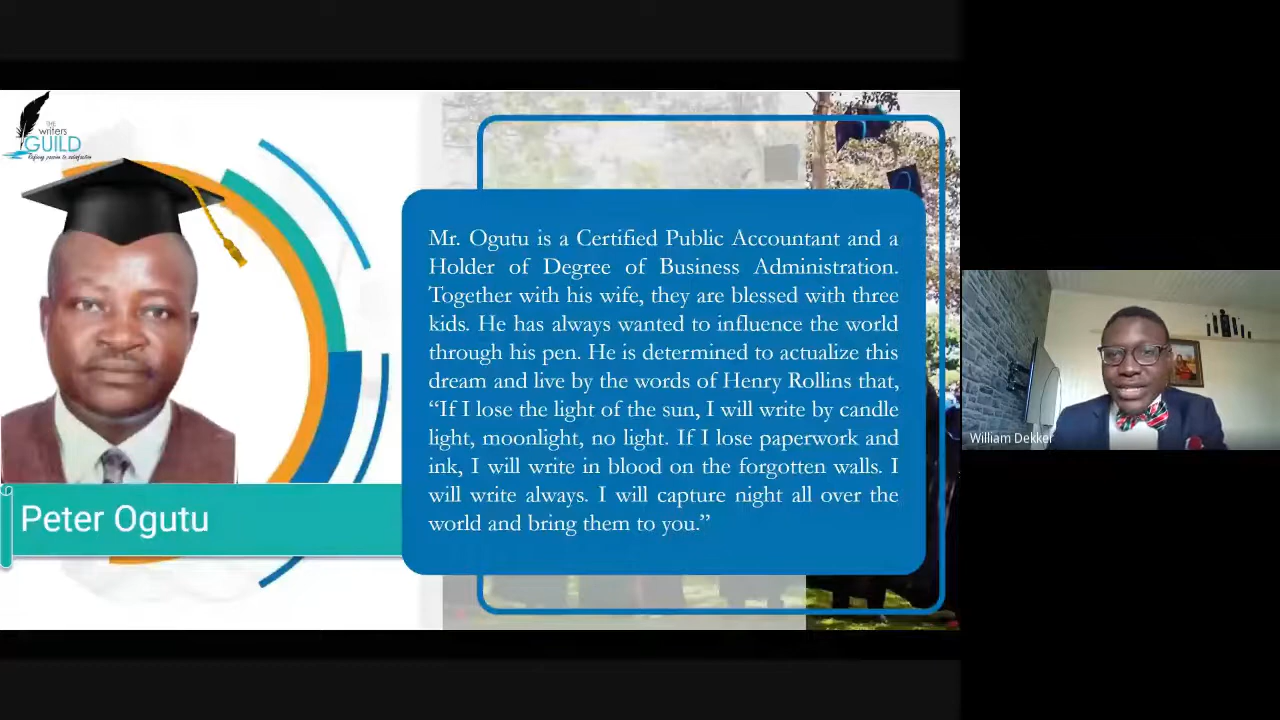 THE
writers
GUILD
Peter Ogutu
Mr. Ogutu is a Certified Public Accountant and a
Holder of Degree of Business Administration.
Together with his wife, they are blessed with three
kids. He has always wanted to influence the world
through his pen. He is determined to actualize this
dream and live by the words of Henry Rollins that,
“If I lose the light of the sun, I will write by candle
light, moonlight, no light. If I lose paperwork and
ink, I will write in blood on the forgotten walls. I
will write always. I will capture night all over the
world and bring them to you.”
William Dekker